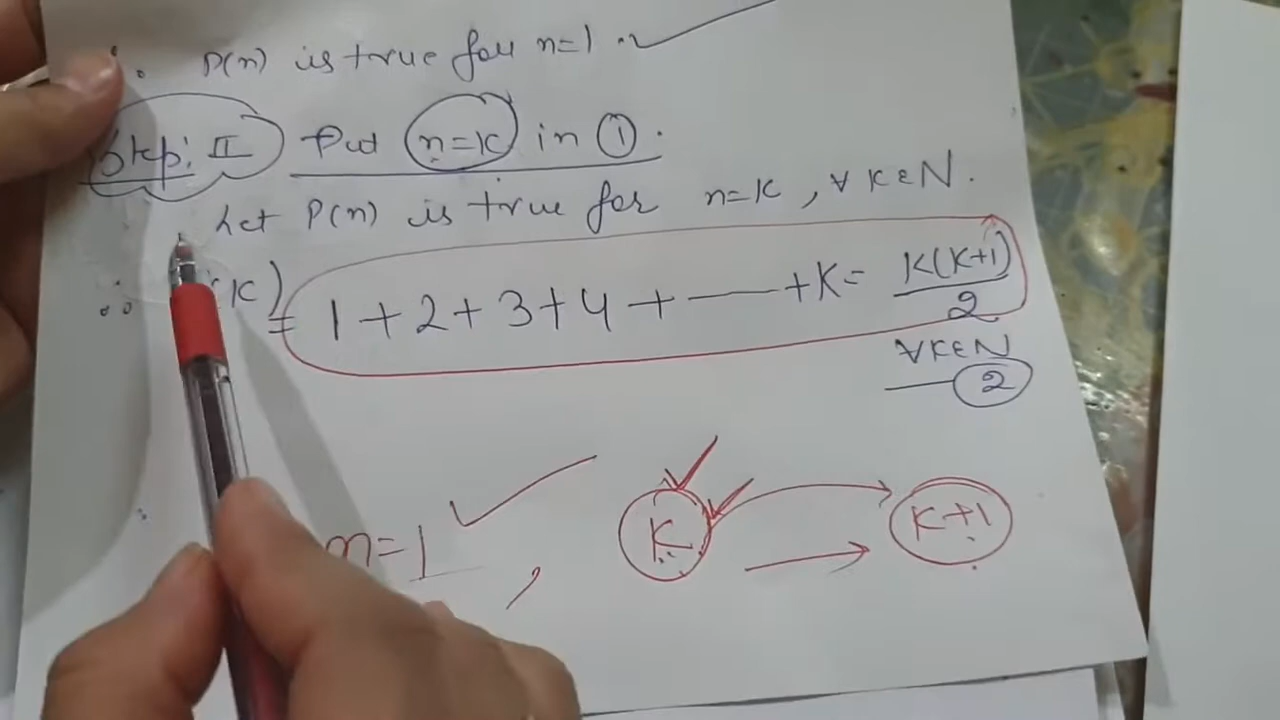 ∴ P(n) is true for n=1.
Step: II Put n=K in ①.
Let P(n) is true for n=K, ∀ K∈N.
∴ (K) = 1+2+3+4+——+K = K(K+1)/2
∀K∈N
—②
n=1, K → K+1